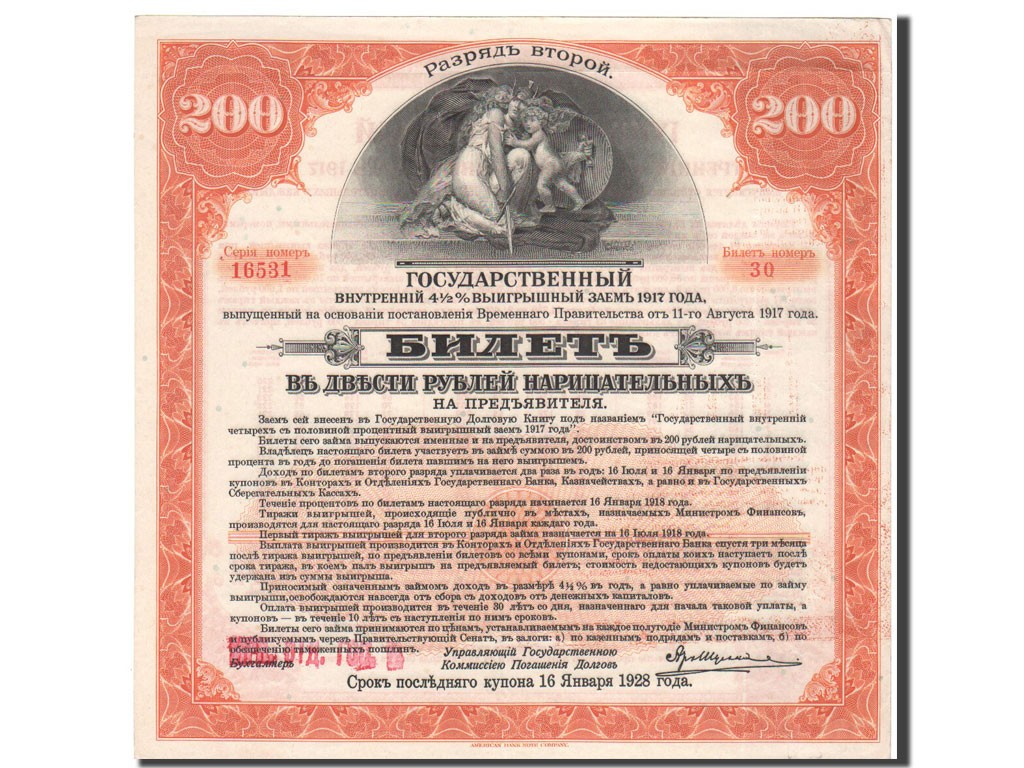 Разрядъ второй.
200 200
Серія номеръ Билетъ номеръ
16531 30
ГОСУДАРСТВЕННЫЙ
ВНУТРЕННІЙ 4½% ВЫИГРЫШНЫЙ ЗАЕМЪ 1917 ГОДА,
выпущенный на основаніи постановленія Временнаго Правительства отъ 11-го Августа 1917 года.
БИЛЕТЪ
ВЪ ДВѢСТИ РУБЛЕЙ НАРИЦАТЕЛЬНЫХЪ
НА ПРЕДЪЯВИТЕЛЯ.
Заемъ сей внесенъ въ Государственную Долговую Книгу подъ названіемъ "Государственный внутренній
четырехъ съ половиной процентный выигрышный заемъ 1917 года".
Билеты сего займа выпускаются именные и на предъявителя, достоинствомъ въ 200 рублей нарицательныхъ.
Владѣлецъ настоящаго билета участвуетъ въ займѣ суммою въ 200 рублей, приносящей четыре съ половиной
процента въ годъ до погашенія билета павшимъ на него выигрышемъ.
Доходъ по билетамъ второго разряда уплачивается два раза въ годъ: 16 Іюля и 16 Января по предъявленіи
купоновъ въ Конторахъ и Отдѣленіяхъ Государственнаго Банка, Казначействахъ, а равно и въ Государственныхъ
Сберегательныхъ Кассахъ.
Теченіе процентовъ по билетамъ настоящаго разряда начинается 16 Января 1918 года.
Тиражи выигрышей, происходящіе публично въ мѣстахъ, назначаемыхъ Министромъ Финансовъ,
производятся для настоящаго разряда 16 Іюля и 16 Января каждаго года.
Первый тиражъ выигрышей для второго разряда займа назначается на 16 Іюля 1918 года.
Выплата выигрышей производится въ Конторахъ и Отдѣленіяхъ Государственнаго Банка спустя три мѣсяца
послѣ тиража выигрышей, по предъявленіи билетовъ со всѣми купонами, срокъ оплаты коихъ наступаетъ послѣ
срока тиража, въ коемъ палъ выигрышъ на предъявляемый билетъ; стоимость недостающихъ купоновъ будетъ
удержана изъ суммы выигрыша.
Приносимый означеннымъ займомъ доходъ въ размѣрѣ 4½% въ годъ, а равно уплачиваемые по займу
выигрыши, освобождаются навсегда отъ сбора съ доходовъ отъ денежныхъ капиталовъ.
Оплата выигрышей производится въ теченіе 30 лѣтъ со дня, назначеннаго для начала таковой уплаты, а
купоновъ — въ теченіе 10 лѣтъ съ наступленія по нимъ сроковъ.
Билеты сего займа принимаются по цѣнамъ, устанавливаемымъ на каждое полугодіе Министромъ Финансовъ
и публикуемымъ черезъ Правительствующій Сенатъ, въ залоги: а) по казеннымъ подрядамъ и поставкамъ, б) по
обезпеченію таможенныхъ пошлинъ.
Управляющій Государственною
Бухгалтеръ Коммиссіею Погашенія Долговъ
Срокъ послѣдняго купона 16 Января 1928 года.
AMERICAN BANK NOTE COMPANY.